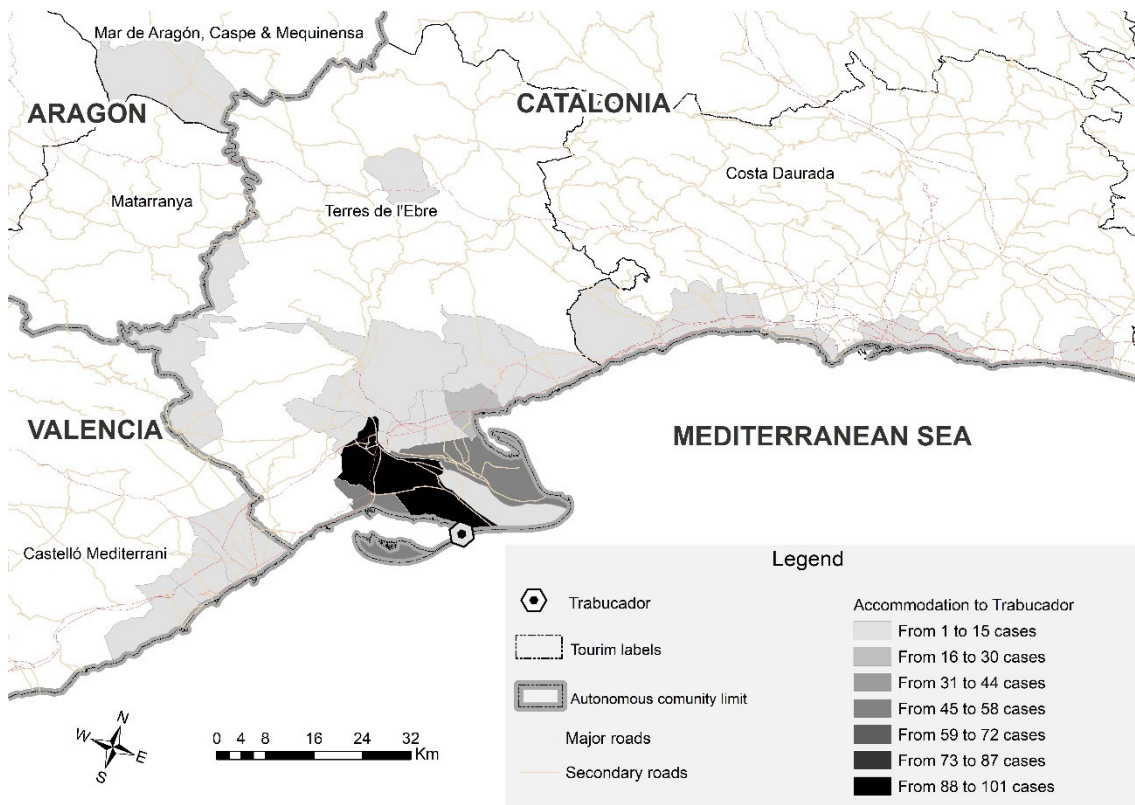 Mar de Aragón, Caspe & Mequinensa
ARAGON
CATALONIA
Costa Daurada
Matarranya
Terres de l'Ebre
VALENCIA
MEDITERRANEAN SEA
Castelló Mediterrani
Legend
Trabucador
Tourim labels
Autonomous comunity limit
Major roads
Secondary roads
Accommodation to Trabucador
From 1 to 15 cases
From 16 to 30 cases
From 31 to 44 cases
From 45 to 58 cases
From 59 to 72 cases
From 73 to 87 cases
From 88 to 101 cases
N
W
E
S
0 4 8 16 24 32
Km